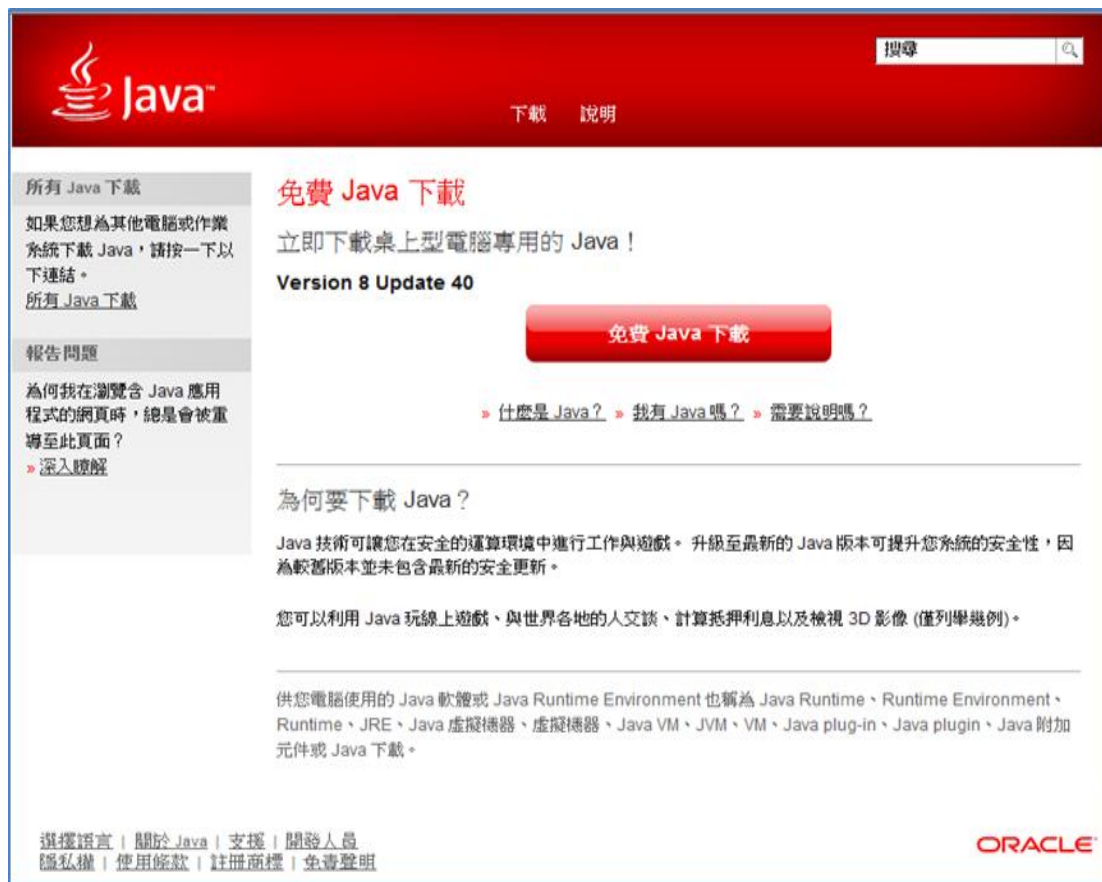 Java™
搜尋
下載 說明
所有 Java 下載
如果您想為其他電腦或作業
系統下載 Java，請按一下以
下連結。
所有 Java 下載
報告問題
為何我在瀏覽含 Java 應用
程式的網頁時，總是會被重
導至此頁面？
» 深入瞭解
免費 Java 下載
立即下載桌上型電腦專用的 Java！
Version 8 Update 40
免費 Java 下載
» 什麼是 Java？ » 我有 Java 嗎？ » 需要說明嗎？
為何要下載 Java？
Java 技術可讓您在安全的運算環境中進行工作與遊戲。 升級至最新的 Java 版本可提升您系統的安全性，因
為較舊版本並未包含最新的安全更新。
您可以利用 Java 玩線上遊戲、與世界各地的人交談、計算抵押利息以及檢視 3D 影像 (僅列舉幾例)。
供您電腦使用的 Java 軟體或 Java Runtime Environment 也稱為 Java Runtime、Runtime Environment、
Runtime、JRE、Java 虛擬機器、虛擬機器、Java VM、JVM、VM、Java plug-in、Java plugin、Java 附加
元件或 Java 下載。
選擇語言 | 關於 Java | 支援 | 開發人員
隱私權 | 使用條款 | 註冊商標 | 免責聲明
ORACLE